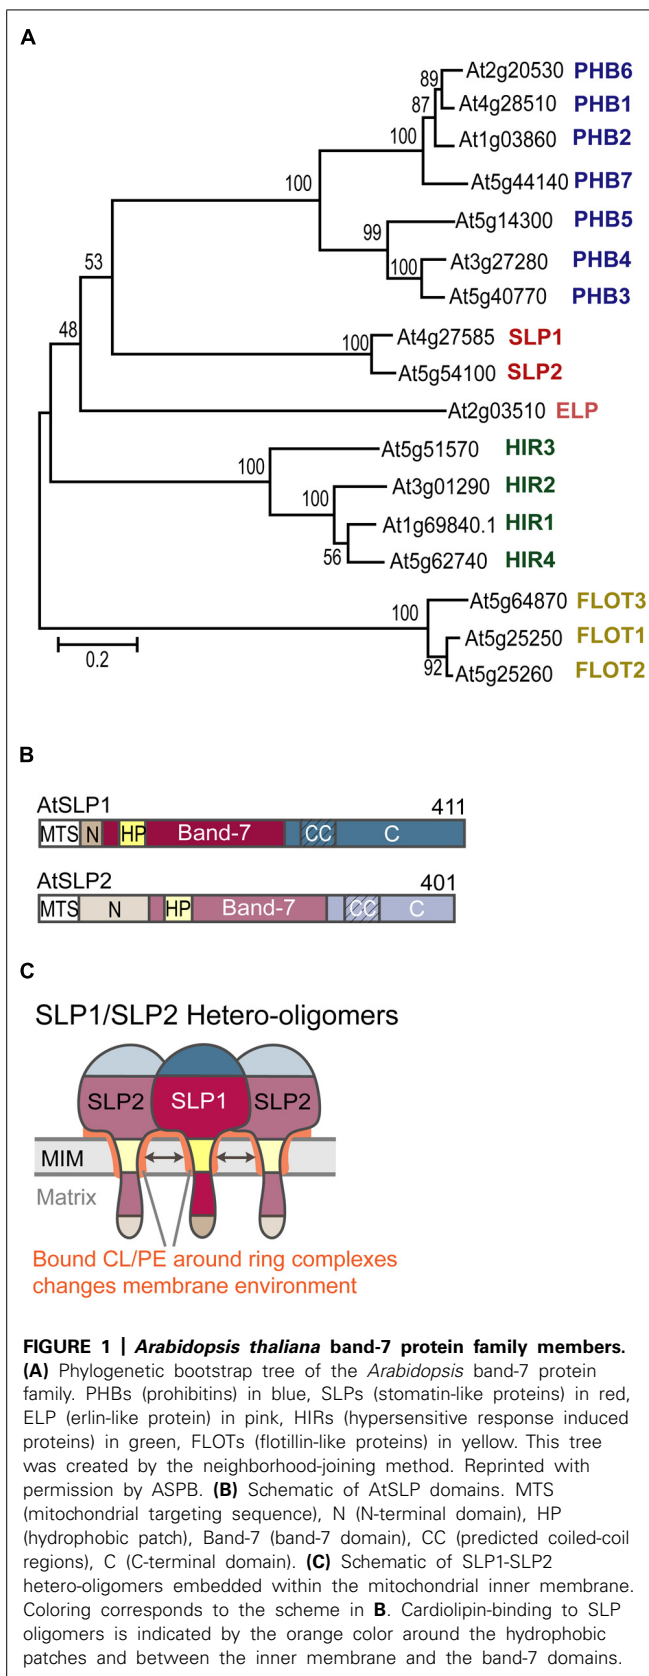 A
89 At2g20530 PHB6
87 At4g28510 PHB1
At1g03860 PHB2
100
At5g44140 PHB7
100
At5g14300 PHB5
99
At3g27280 PHB4
100
At5g40770 PHB3
53
48
At4g27585 SLP1
100
At5g54100 SLP2
At2g03510 ELP
At5g51570 HIR3
100
At3g01290 HIR2
100
At1g69840.1 HIR1
56 At5g62740 HIR4
At5g64870 FLOT3
100
At5g25250 FLOT1
92 At5g25260 FLOT2
0.2
B
AtSLP1 411
MTS N HP Band-7 CC C
AtSLP2 401
MTS N HP Band-7 CC C
C
SLP1/SLP2 Hetero-oligomers
SLP2 SLP1 SLP2
MIM
Matrix
Bound CL/PE around ring complexes
changes membrane environment
FIGURE 1 | Arabidopsis thaliana band-7 protein family members.
(A) Phylogenetic bootstrap tree of the Arabidopsis band-7 protein
family. PHBs (prohibitins) in blue, SLPs (stomatin-like proteins) in red,
ELP (erlin-like protein) in pink, HIRs (hypersensitive response induced
proteins) in green, FLOTs (flotillin-like proteins) in yellow. This tree
was created by the neighborhood-joining method. Reprinted with
permission by ASPB. (B) Schematic of AtSLP domains. MTS
(mitochondrial targeting sequence), N (N-terminal domain), HP
(hydrophobic patch), Band-7 (band-7 domain), CC (predicted coiled-coil
regions), C (C-terminal domain). (C) Schematic of SLP1-SLP2
hetero-oligomers embedded within the mitochondrial inner membrane.
Coloring corresponds to the scheme in B. Cardiolipin-binding to SLP
oligomers is indicated by the orange color around the hydrophobic
patches and between the inner membrane and the band-7 domains.